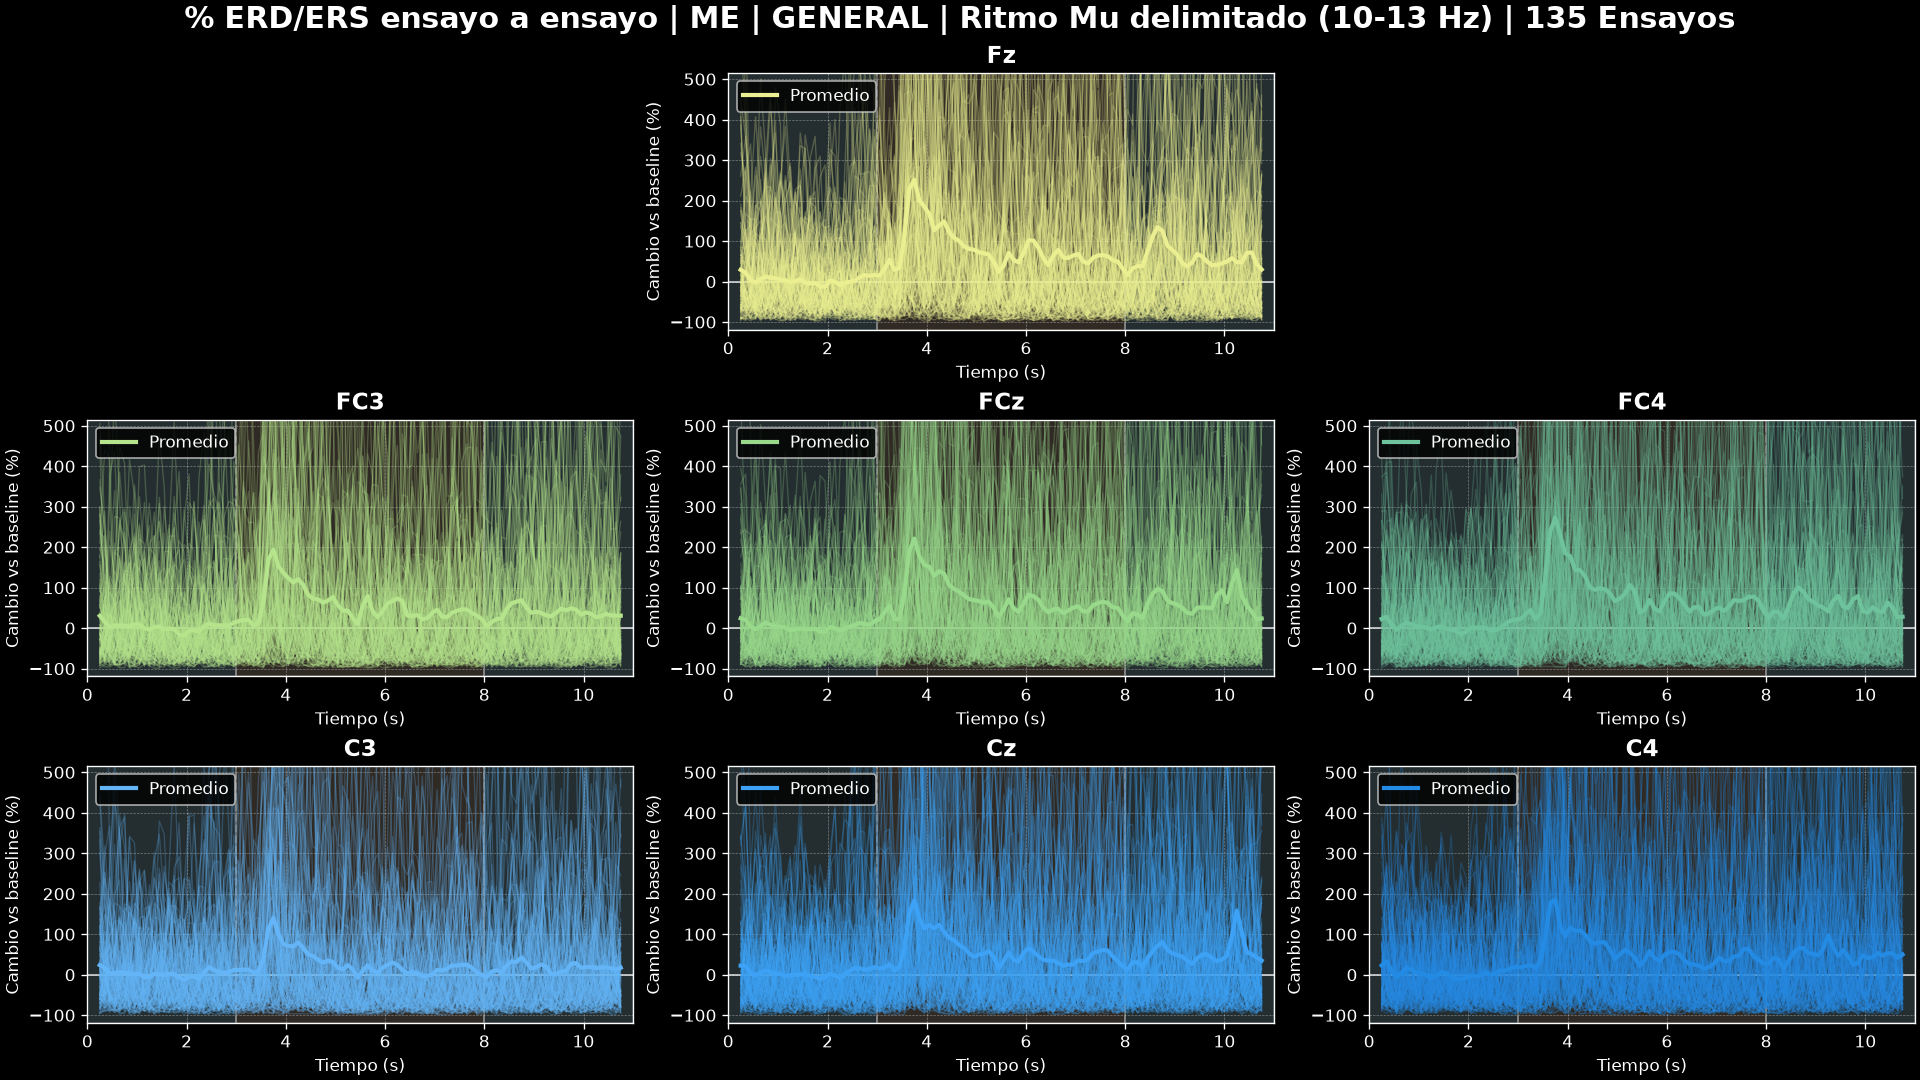 % ERD/ERS ensayo a ensayo | ME | GENERAL | Ritmo Mu delimitado (10-13 Hz) | 135 Ensayos
Fz
Promedio
Cambio vs baseline (%)
500
400
300
200
100
0
−100
0 2 4 6 8 10
Tiempo (s)
FC3
Promedio
Cambio vs baseline (%)
500
400
300
200
100
0
−100
0 2 4 6 8 10
Tiempo (s)
FCz
Promedio
Cambio vs baseline (%)
500
400
300
200
100
0
−100
0 2 4 6 8 10
Tiempo (s)
FC4
Promedio
Cambio vs baseline (%)
500
400
300
200
100
0
−100
0 2 4 6 8 10
Tiempo (s)
C3
Promedio
Cambio vs baseline (%)
500
400
300
200
100
0
−100
0 2 4 6 8 10
Tiempo (s)
Cz
Promedio
Cambio vs baseline (%)
500
400
300
200
100
0
−100
0 2 4 6 8 10
Tiempo (s)
C4
Promedio
Cambio vs baseline (%)
500
400
300
200
100
0
−100
0 2 4 6 8 10
Tiempo (s)